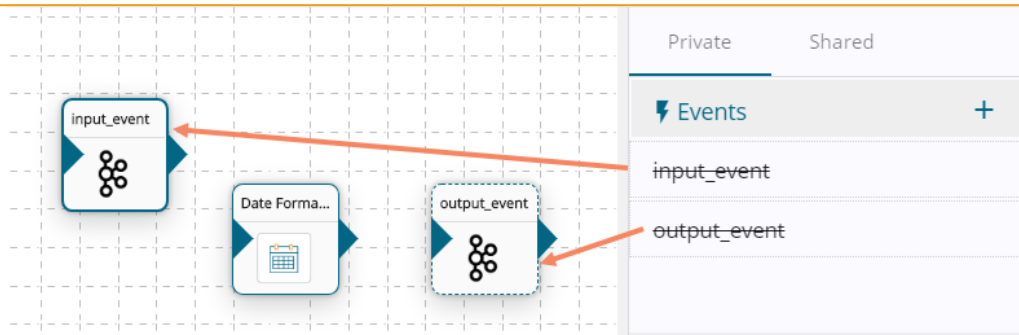 Private
Shared
input_event
Events
Date Forma...
output_event
input_event
output_event